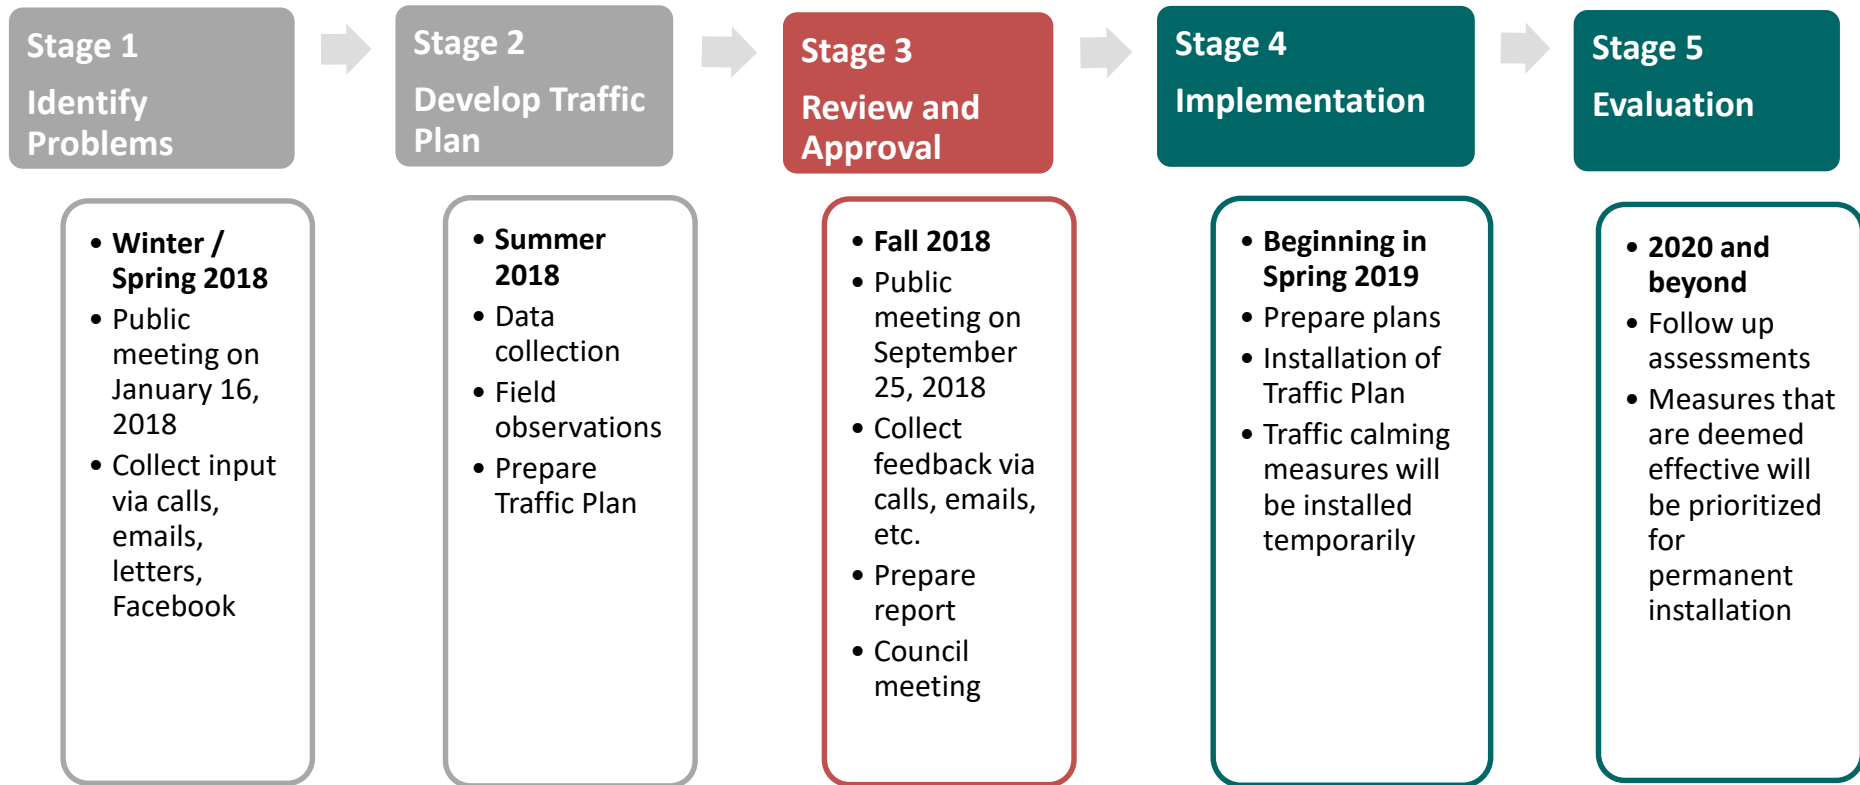 Stage 1
Identify
Problems
Stage 2
Develop Traffic
Plan
Stage 3
Review and
Approval
Stage 4
Implementation
Stage 5
Evaluation
• Winter /
Spring 2018
• Public
meeting on
January 16,
2018
• Collect input
via calls,
emails,
letters,
Facebook
• Summer
2018
• Data
collection
• Field
observations
• Prepare
Traffic Plan
• Fall 2018
• Public
meeting on
September
25, 2018
• Collect
feedback via
calls, emails,
etc.
• Prepare
report
• Council
meeting
• Beginning in
Spring 2019
• Prepare plans
• Installation of
Traffic Plan
• Traffic calming
measures will
be installed
temporarily
• 2020 and
beyond
• Follow up
assessments
• Measures that
are deemed
effective will
be prioritized
for
permanent
installation